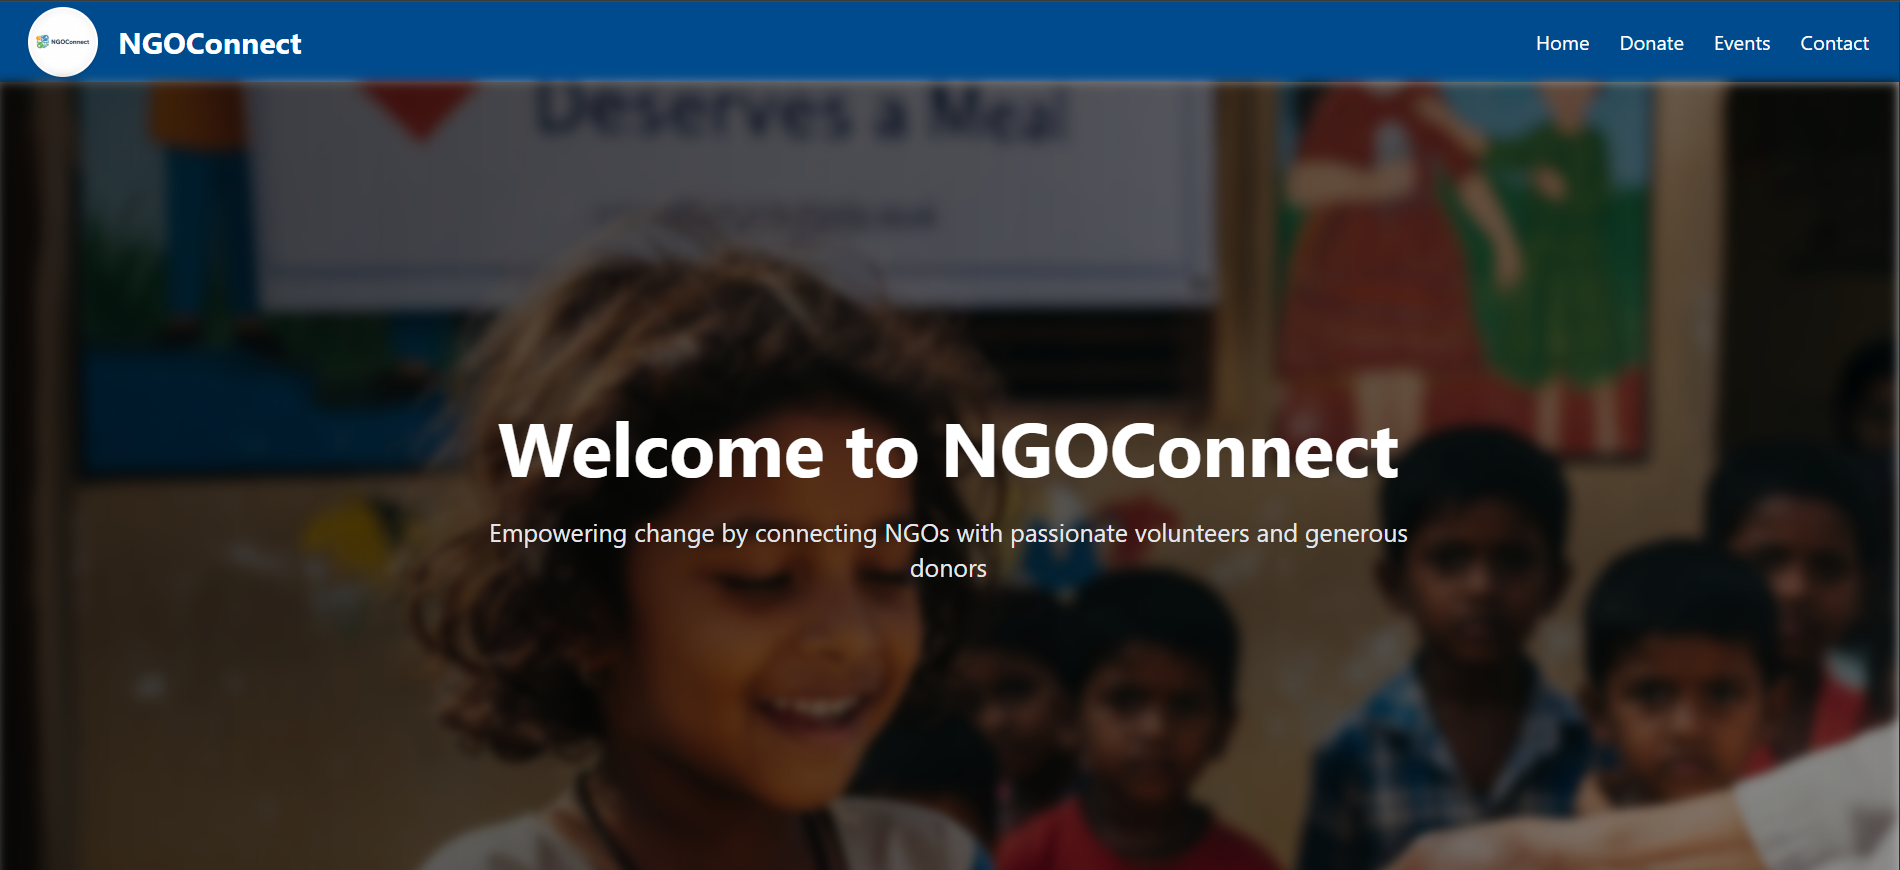 NGOConnect
NGOConnect
Home
Donate
Events
Contact
Deserves a Meal
Welcome to NGOConnect
Empowering change by connecting NGOs with passionate volunteers and generous
donors